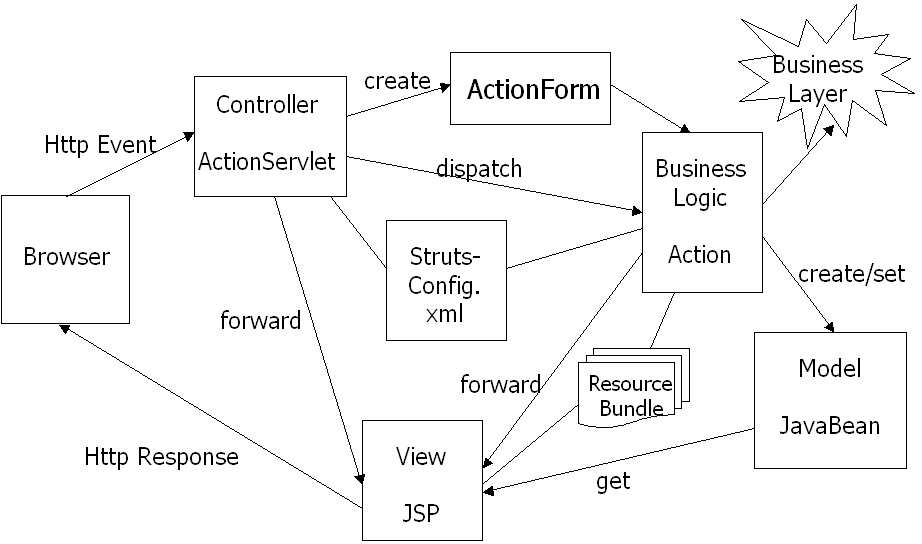 Business
Layer
create
ActionForm
Controller
ActionServlet
Http Event
dispatch
Business
Logic
Action
Browser
Struts-
Config.
xml
create/set
forward
forward
Resource
Bundle
Model
JavaBean
Http Response
View
JSP
get